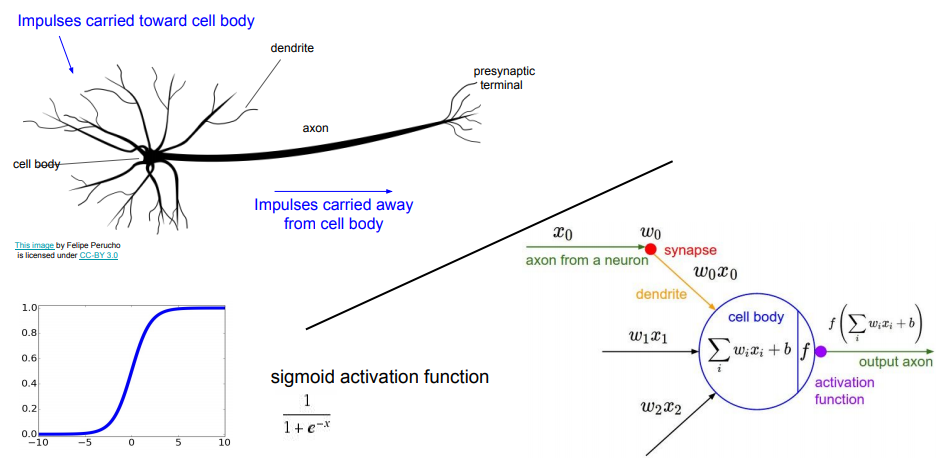 Impulses carried toward cell body
dendrite
presynaptic
terminal
axon
cell body
Impulses carried away
from cell body
This image by Felipe Perucho
is licensed under CC-BY 3.0
x₀
w₀
synapse
axon from a neuron
w₀x₀
dendrite
cell body
f(∑ᵢ wᵢxᵢ + b)
w₁x₁
∑ᵢ wᵢxᵢ + b
f
output axon
activation
function
w₂x₂
sigmoid activation function
1
1 + e⁻ˣ
1.0
0.8
0.6
0.4
0.2
0.0
−10 −5 0 5 10